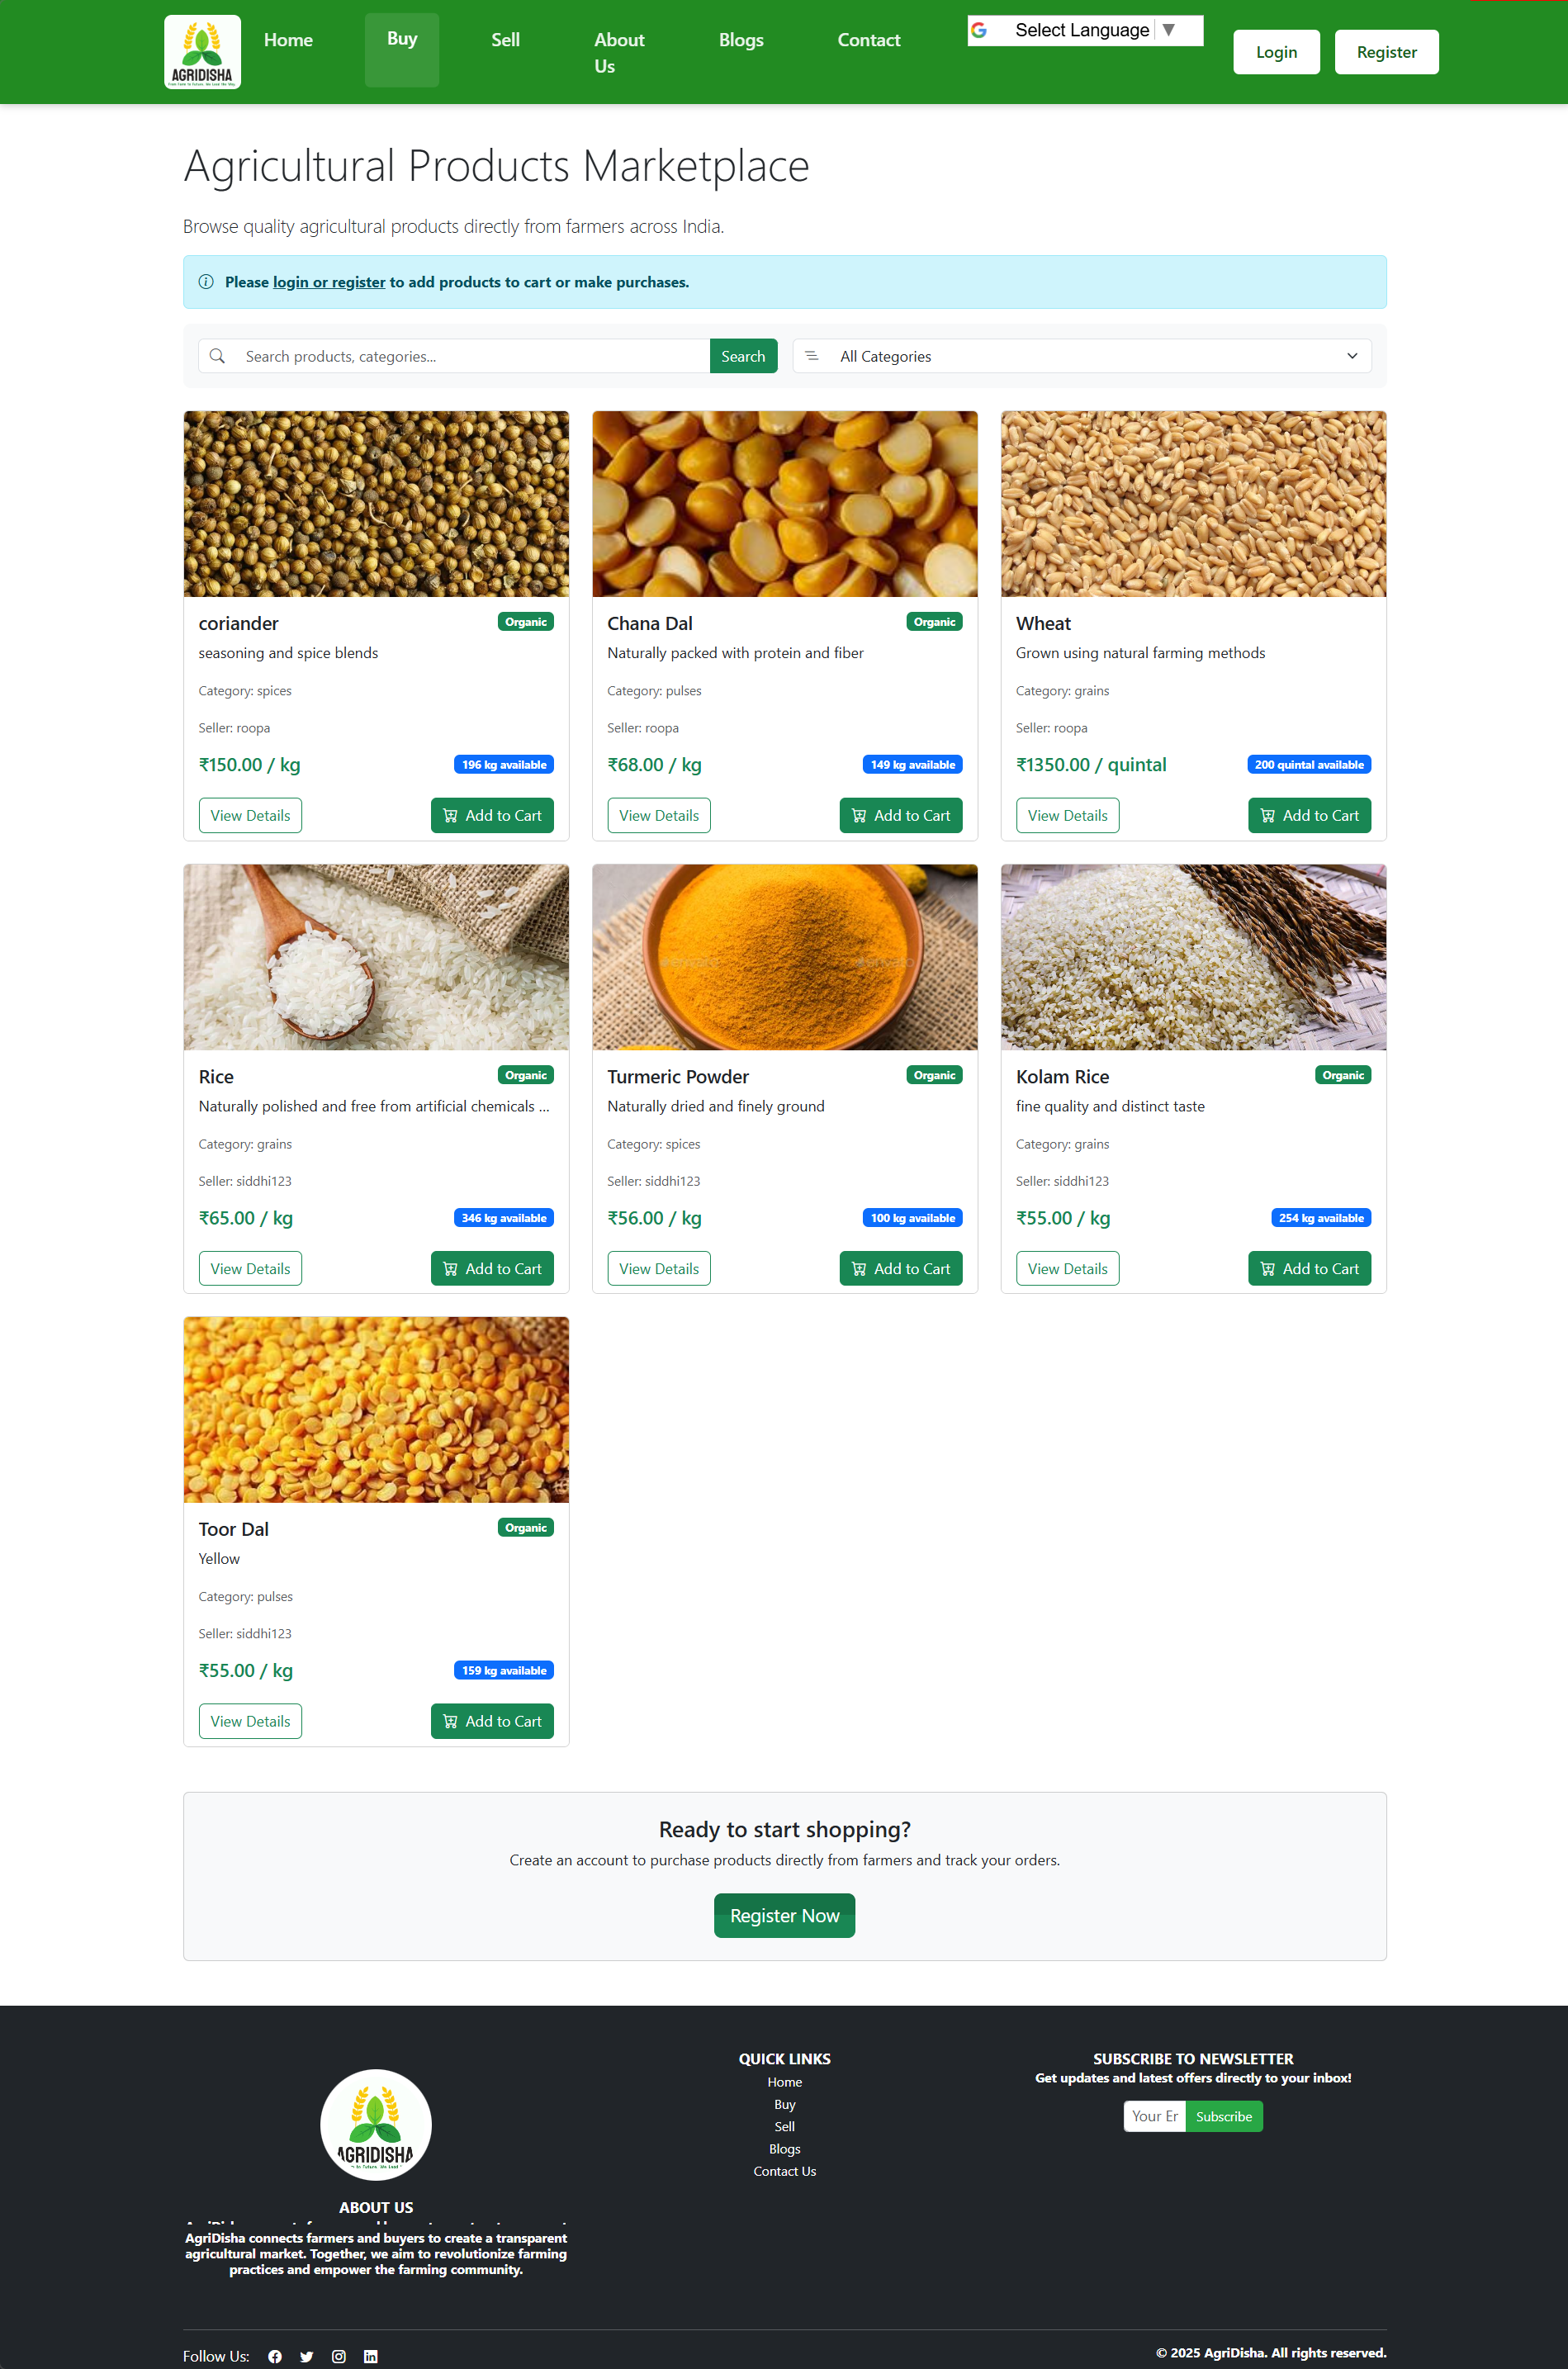 AGRIDISHA
From Farm to Future, We Lead the Way
Home
Buy
Sell
About
Us
Blogs
Contact
Select Language ▼
Login
Register
Agricultural Products Marketplace
Browse quality agricultural products directly from farmers across India.
Please login or register to add products to cart or make purchases.
Search products, categories...
Search
All Categories
coriander
Organic
seasoning and spice blends
Category: spices
Seller: roopa
₹150.00 / kg
196 kg available
View Details
Add to Cart
Chana Dal
Organic
Naturally packed with protein and fiber
Category: pulses
Seller: roopa
₹68.00 / kg
149 kg available
View Details
Add to Cart
Wheat
Grown using natural farming methods
Category: grains
Seller: roopa
₹1350.00 / quintal
200 quintal available
View Details
Add to Cart
Rice
Organic
Naturally polished and free from artificial chemicals ...
Category: grains
Seller: siddhi123
₹65.00 / kg
346 kg available
View Details
Add to Cart
Turmeric Powder
Organic
Naturally dried and finely ground
Category: spices
Seller: siddhi123
₹56.00 / kg
100 kg available
View Details
Add to Cart
Kolam Rice
Organic
fine quality and distinct taste
Category: grains
Seller: siddhi123
₹55.00 / kg
254 kg available
View Details
Add to Cart
Toor Dal
Organic
Yellow
Category: pulses
Seller: siddhi123
₹55.00 / kg
159 kg available
View Details
Add to Cart
Ready to start shopping?
Create an account to purchase products directly from farmers and track your orders.
Register Now
AGRIDISHA
ABOUT US
AgriDisha connects farmers and buyers to create a transparent
agricultural market. Together, we aim to revolutionize farming
practices and empower the farming community.
QUICK LINKS
Home
Buy
Sell
Blogs
Contact Us
SUBSCRIBE TO NEWSLETTER
Get updates and latest offers directly to your inbox!
Your Er
Subscribe
Follow Us:
© 2025 AgriDisha. All rights reserved.